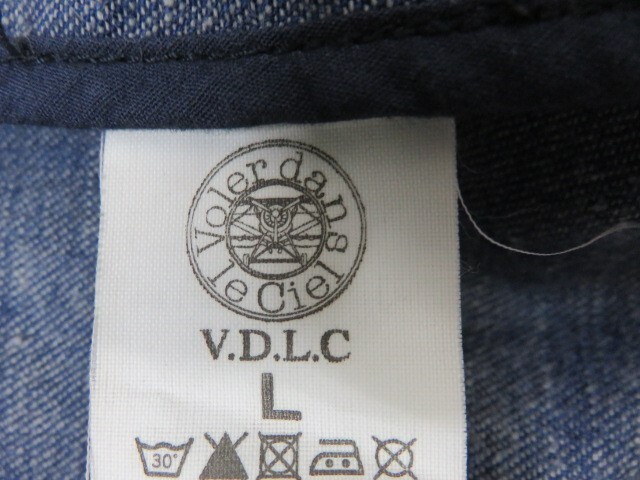 Voler dans
le Ciel
V.D.L.C
L
30°